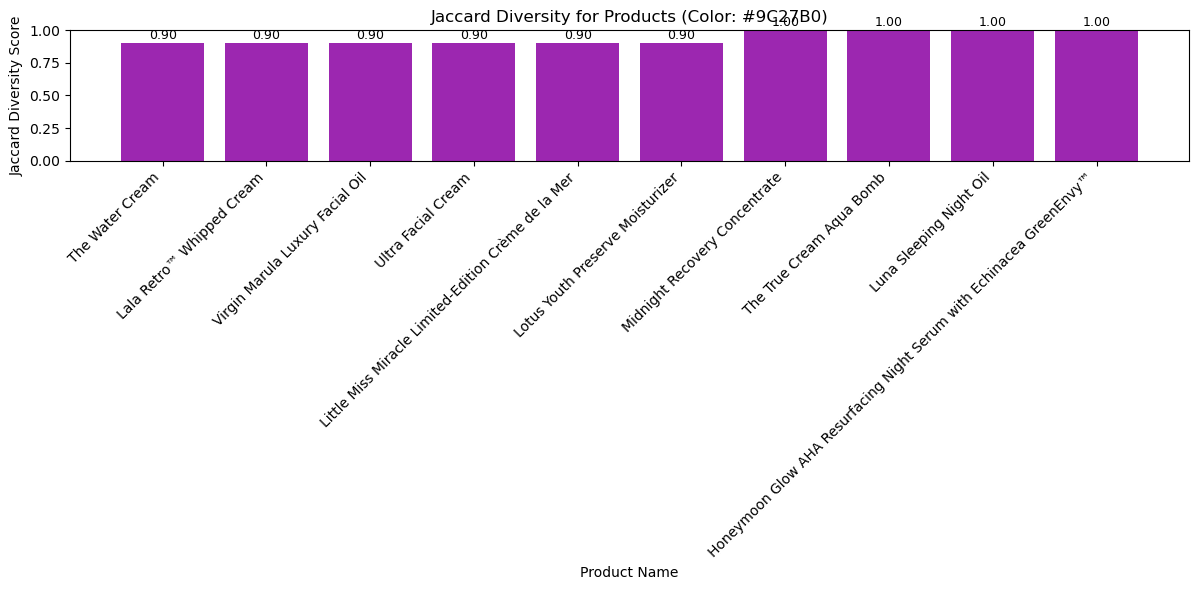 Jaccard Diversity for Products (Color: #9C27B0)
Jaccard Diversity Score
1.00
0.75
0.50
0.25
0.00
0.90
0.90
0.90
0.90
0.90
0.90
1.00
1.00
1.00
1.00
The Water Cream
Lala Retro™ Whipped Cream
Virgin Marula Luxury Facial Oil
Ultra Facial Cream
Little Miss Miracle Limited-Edition Crème de la Mer
Lotus Youth Preserve Moisturizer
Midnight Recovery Concentrate
The True Cream Aqua Bomb
Luna Sleeping Night Oil
Honeymoon Glow AHA Resurfacing Night Serum with Echinacea GreenEnvy™
Product Name